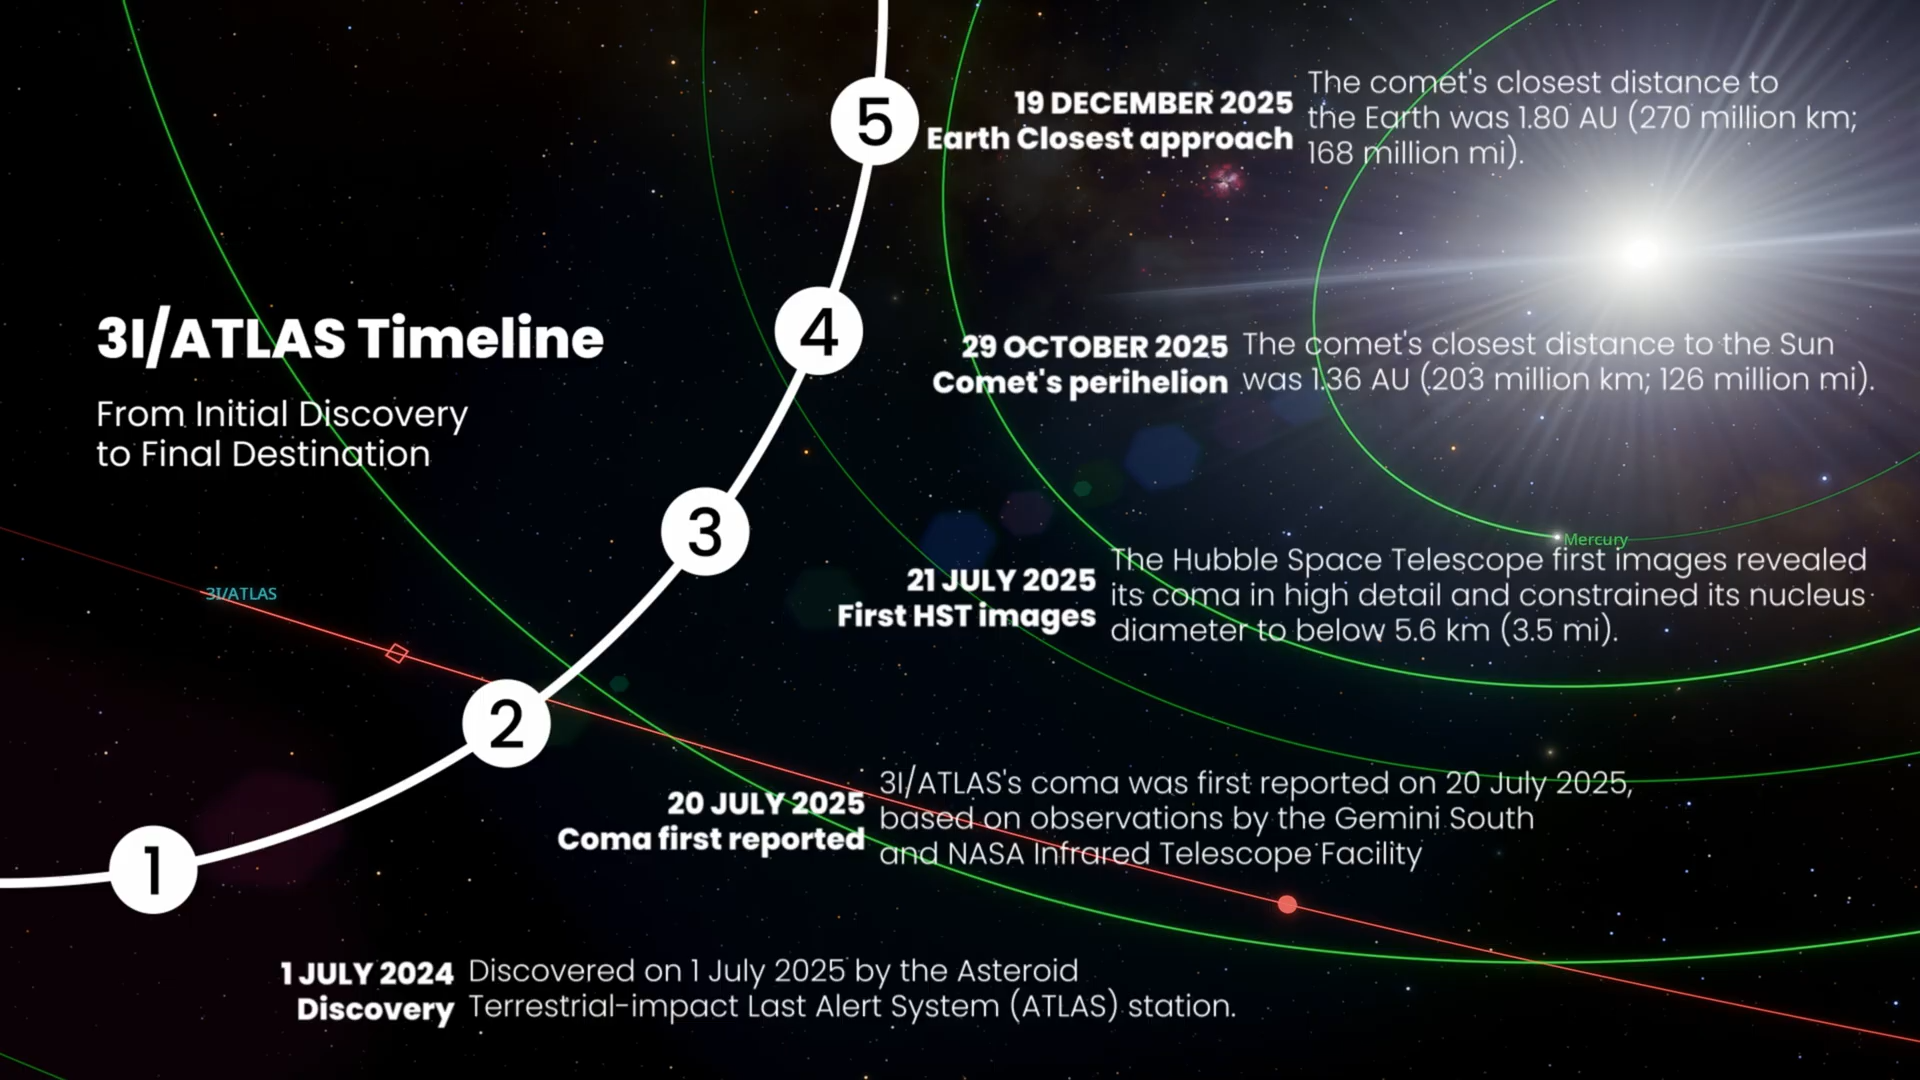 3I/ATLAS Timeline
From Initial Discovery
to Final Destination
5
19 DECEMBER 2025
Earth Closest approach
The comet's closest distance to
the Earth was 1.80 AU (270 million km;
168 million mi).
4
29 OCTOBER 2025
Comet's perihelion
The comet's closest distance to the Sun
was 1.36 AU (203 million km; 126 million mi).
Mercury
3
21 JULY 2025
First HST images
The Hubble Space Telescope first images revealed
its coma in high detail and constrained its nucleus
diameter to below 5.6 km (3.5 mi).
3I/ATLAS
2
20 JULY 2025
Coma first reported
3I/ATLAS's coma was first reported on 20 July 2025,
based on observations by the Gemini South
and NASA Infrared Telescope Facility
1
1 JULY 2024
Discovery
Discovered on 1 July 2025 by the Asteroid
Terrestrial-impact Last Alert System (ATLAS) station.